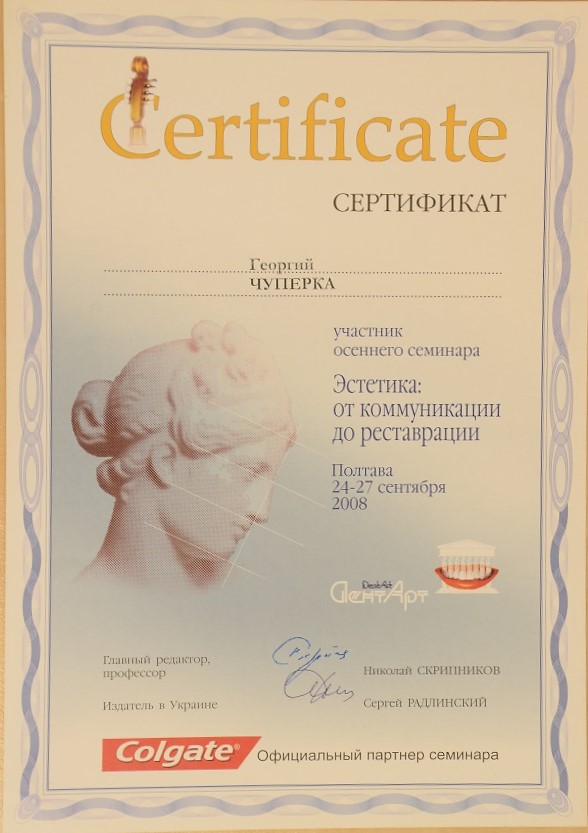 Certificate
СЕРТИФИКАТ
Георгий
ЧУПЕРКА
участник
осеннего семинара
Эстетика:
от коммуникации
до реставрации
Полтава
24-27 сентября
2008
DentArt
ДентАрт
Главный редактор,
профессор
Николай СКРИПНИКОВ
Издатель в Украине
Сергей РАДЛИНСКИЙ
Colgate®
Официальный партнер семинара